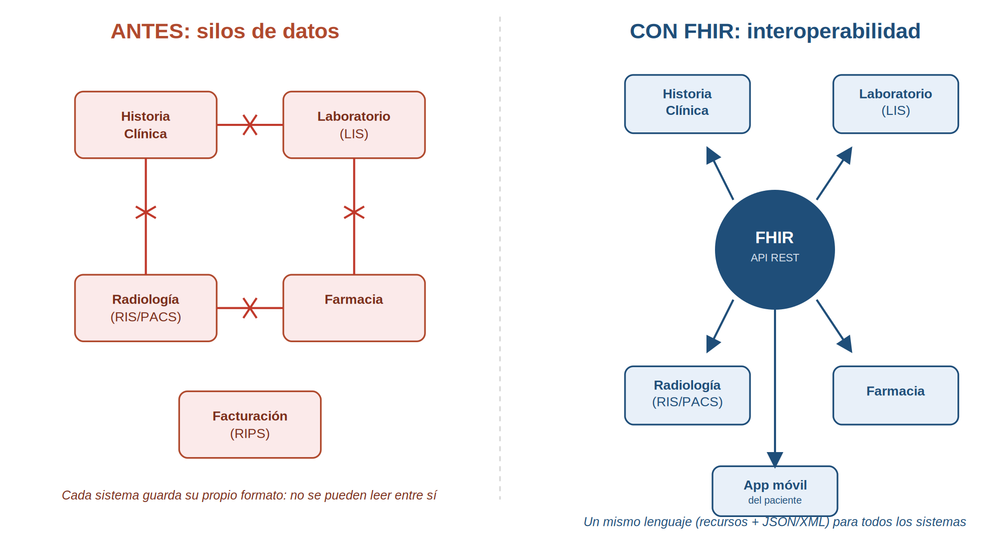 ANTES: silos de datos
Historia
Clínica
Laboratorio
(LIS)
Radiología
(RIS/PACS)
Farmacia
Facturación
(RIPS)
Cada sistema guarda su propio formato: no se pueden leer entre sí
CON FHIR: interoperabilidad
Historia
Clínica
Laboratorio
(LIS)
FHIR
API REST
Radiología
(RIS/PACS)
Farmacia
App móvil
del paciente
Un mismo lenguaje (recursos + JSON/XML) para todos los sistemas